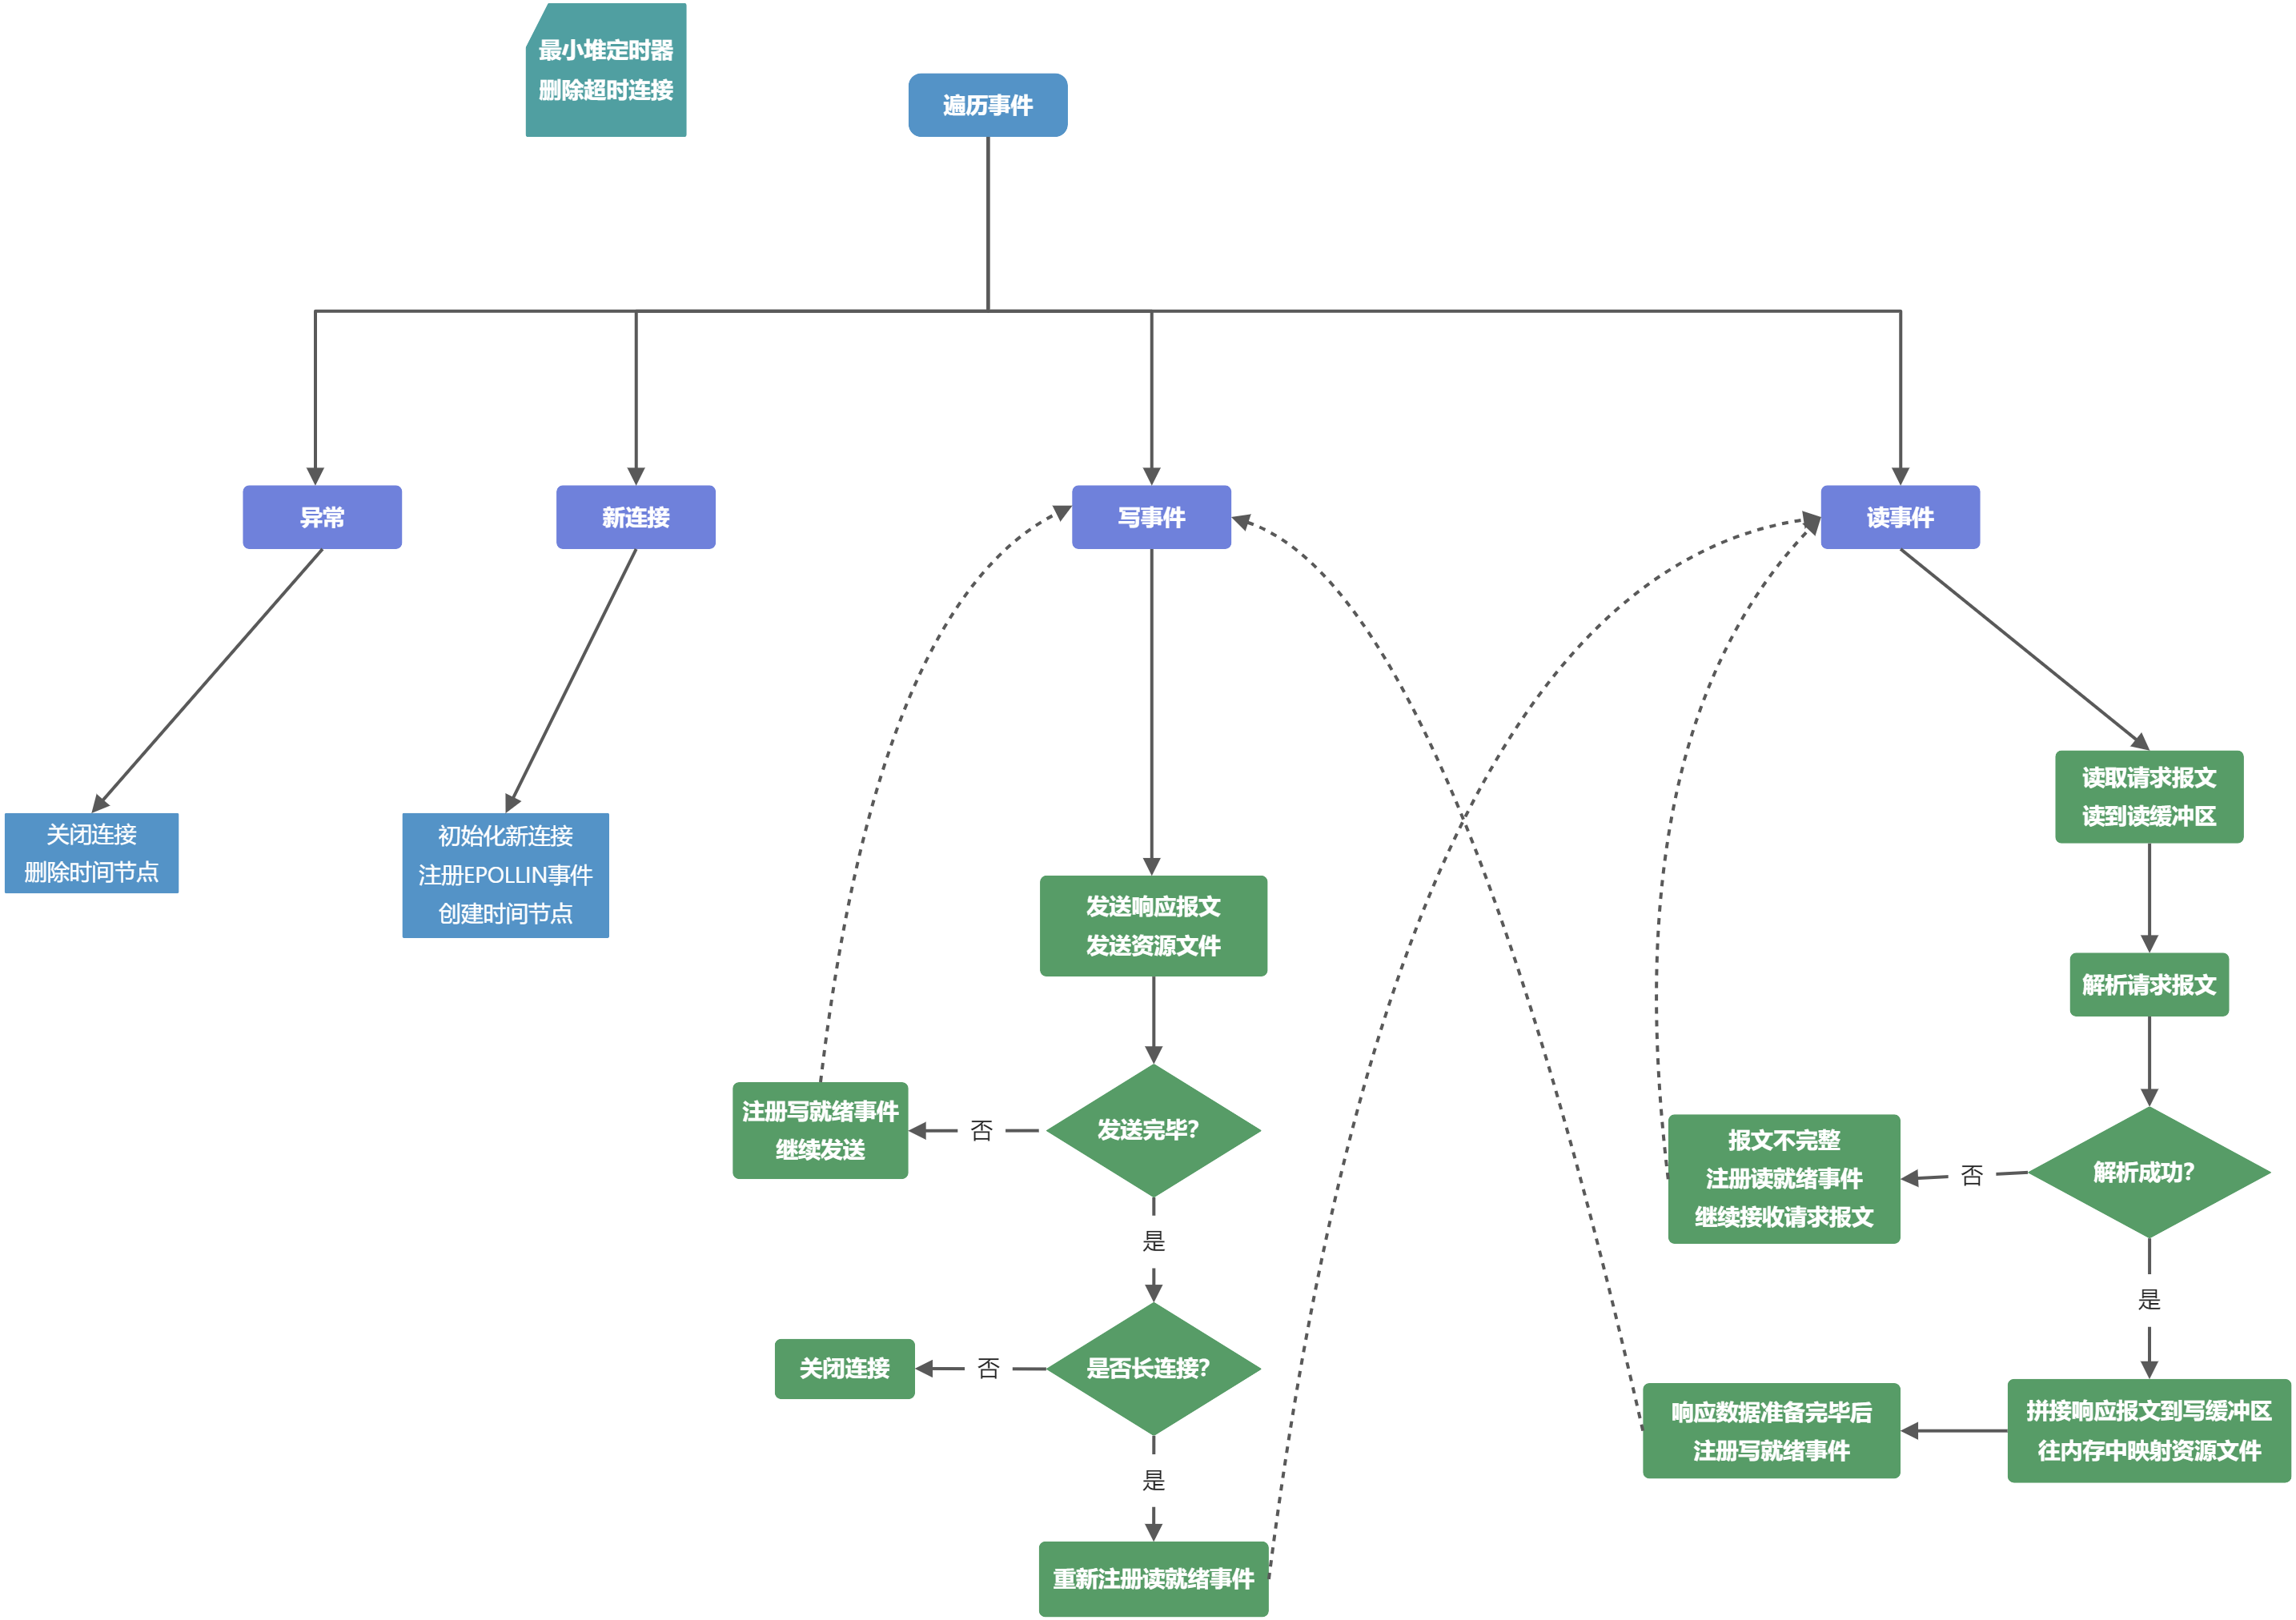 最小堆定时器
删除超时连接
遍历事件
异常
新连接
写事件
读事件
关闭连接
删除时间节点
初始化新连接
注册EPOLLIN事件
创建时间节点
发送响应报文
发送资源文件
读取请求报文
读到读缓冲区
解析请求报文
注册写就绪事件
继续发送
否
发送完毕？
是
报文不完整
注册读就绪事件
继续接收请求报文
否
解析成功？
是
关闭连接
否
是否长连接？
是
重新注册读就绪事件
响应数据准备完毕后
注册写就绪事件
拼接响应报文到写缓冲区
往内存中映射资源文件